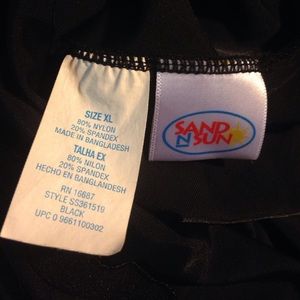 SIZE XL
80% NYLON
20% SPANDEX
MADE IN BANGLADESH
TALHA EX
80% NILON
20% SPANDEX
HECHO EN BANGLADESH
RN 16687
STYLE SS361519
BLACK
UPC 0 9661100302
SAND
N SUN